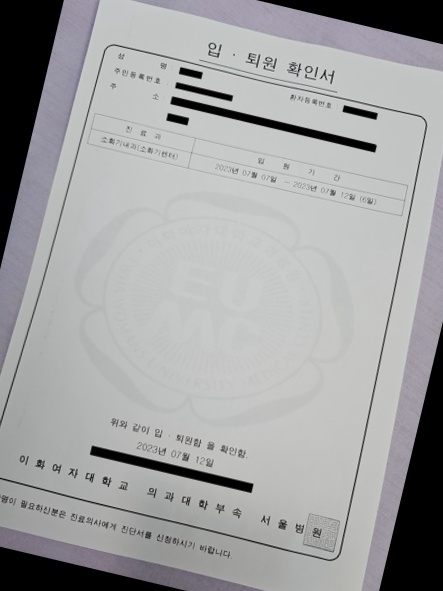 입 · 퇴원 확인서
성 명
환자등록번호
주민등록번호
주 소
진 료 과
입 원 기 간
소화기내과(소화기센터)
2023년 07월 07일 ~ 2023년 07월 12일 (6일)
EU
MC
위와 같이 입 · 퇴원함 을 확인함.
2023년 07월 12일
이 화 여 자 대 학 교 의 과 대 학 부 속 서 울 병 원
명이 필요하신분은 진료의사에게 진단서를 신청하시기 바랍니다.